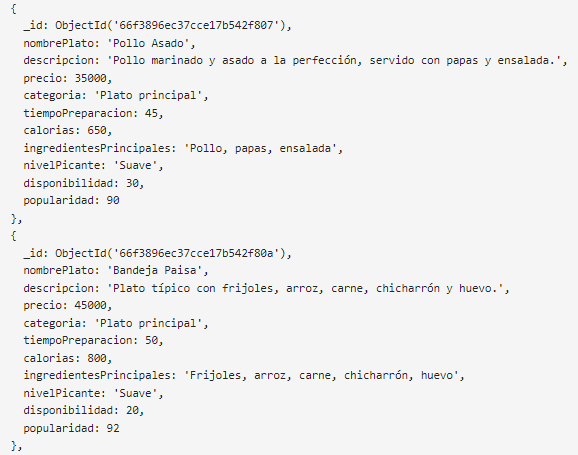 {
_id: ObjectId('66f3896ec37cce17b542f807'),
nombrePlato: 'Pollo Asado',
descripcion: 'Pollo marinado y asado a la perfección, servido con papas y ensalada.',
precio: 35000,
categoria: 'Plato principal',
tiempoPreparacion: 45,
calorias: 650,
ingredientesPrincipales: 'Pollo, papas, ensalada',
nivelPicante: 'Suave',
disponibilidad: 30,
popularidad: 90
},
{
_id: ObjectId('66f3896ec37cce17b542f80a'),
nombrePlato: 'Bandeja Paisa',
descripcion: 'Plato típico con frijoles, arroz, carne, chicharrón y huevo.',
precio: 45000,
categoria: 'Plato principal',
tiempoPreparacion: 50,
calorias: 800,
ingredientesPrincipales: 'Frijoles, arroz, carne, chicharrón, huevo',
nivelPicante: 'Suave',
disponibilidad: 20,
popularidad: 92
},